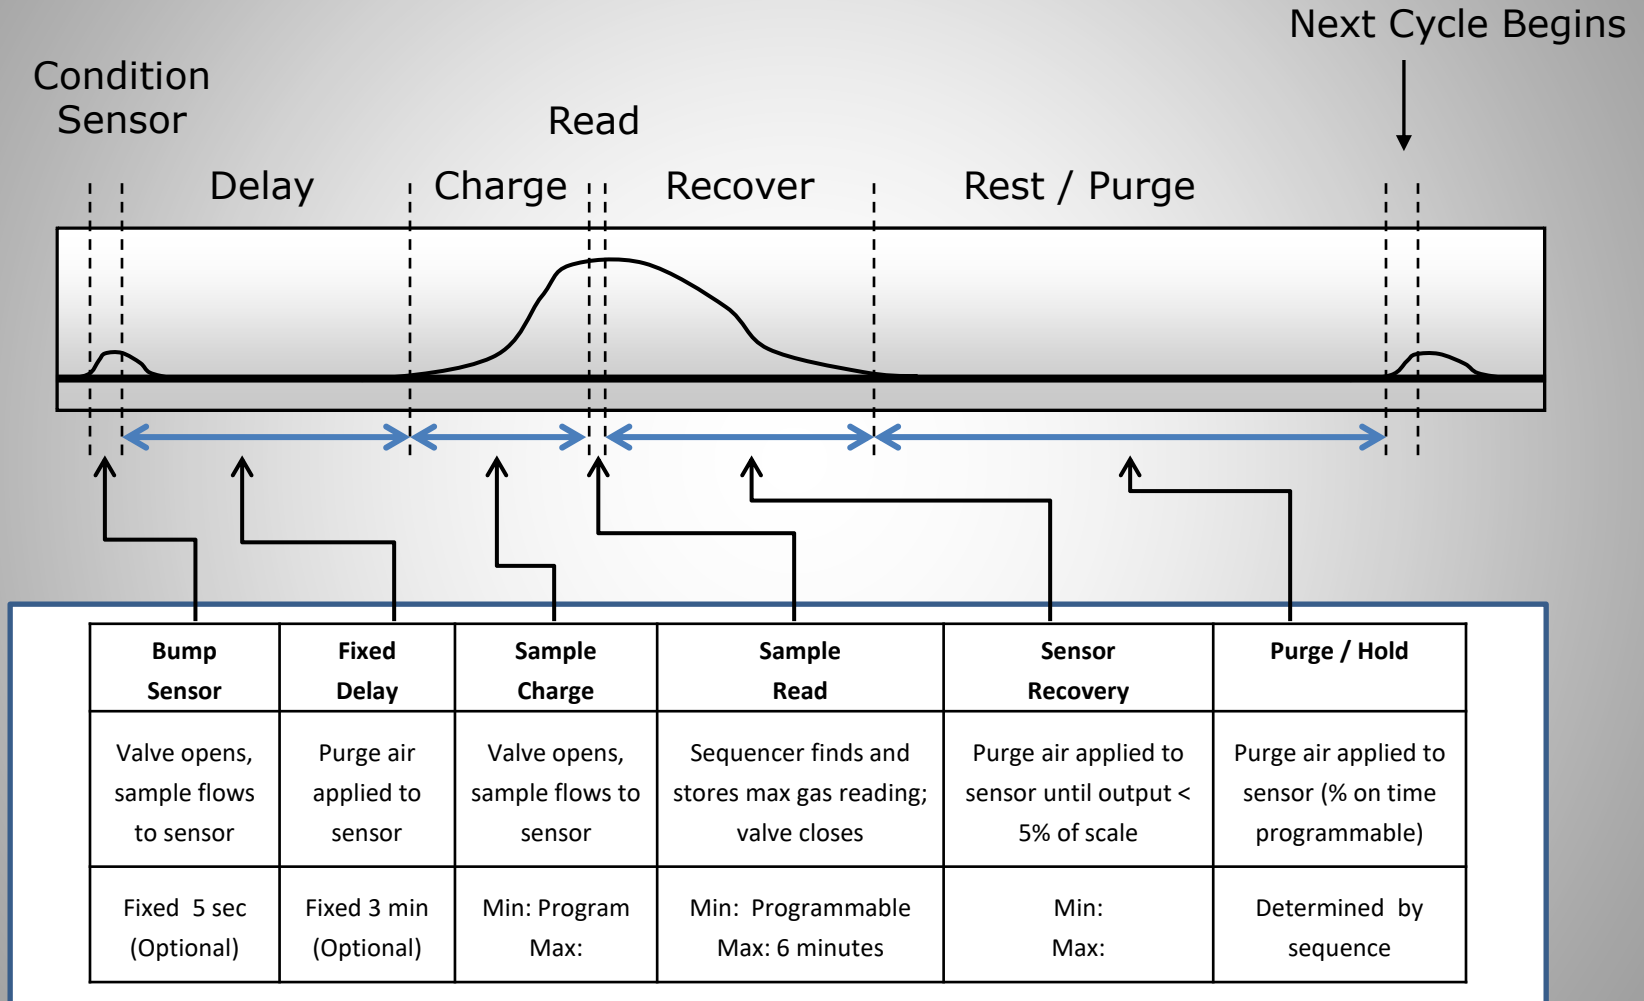 Next Cycle Begins
Condition
Sensor
Read
Delay
Charge
Recover
Rest / Purge
Bump
Sensor
Fixed
Delay
Sample
Charge
Sample
Read
Sensor
Recovery
Purge / Hold
Valve opens,
sample flows
to sensor
Purge air
applied to
sensor
Valve opens,
sample flows to
sensor
Sequencer finds and
stores max gas reading;
valve closes
Purge air applied to
sensor until output <
5% of scale
Purge air applied to
sensor (% on time
programmable)
Fixed 5 sec
(Optional)
Fixed 3 min
(Optional)
Min: Program
Max:
Min: Programmable
Max: 6 minutes
Min:
Max:
Determined by
sequence